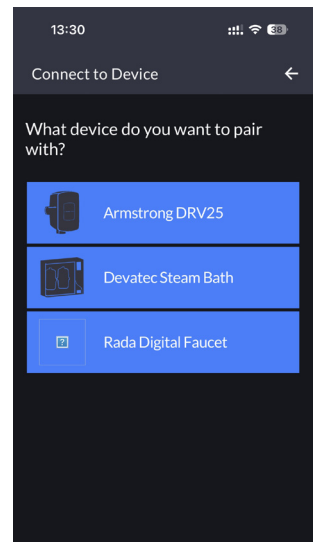 13:30
38
Connect to Device
What device do you want to pair
with?
Armstrong DRV25
Devatec Steam Bath
?
Rada Digital Faucet